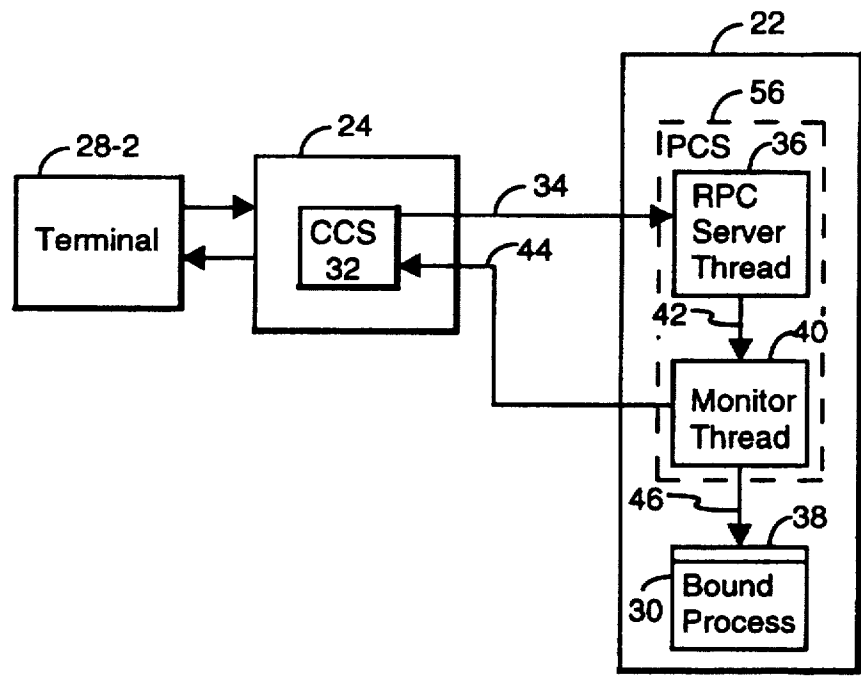 22
56
28-2
24
PCS
36
34
Terminal
CCS
32
RPC
Server
Thread
44
42
40
Monitor
Thread
46
38
30
Bound
Process